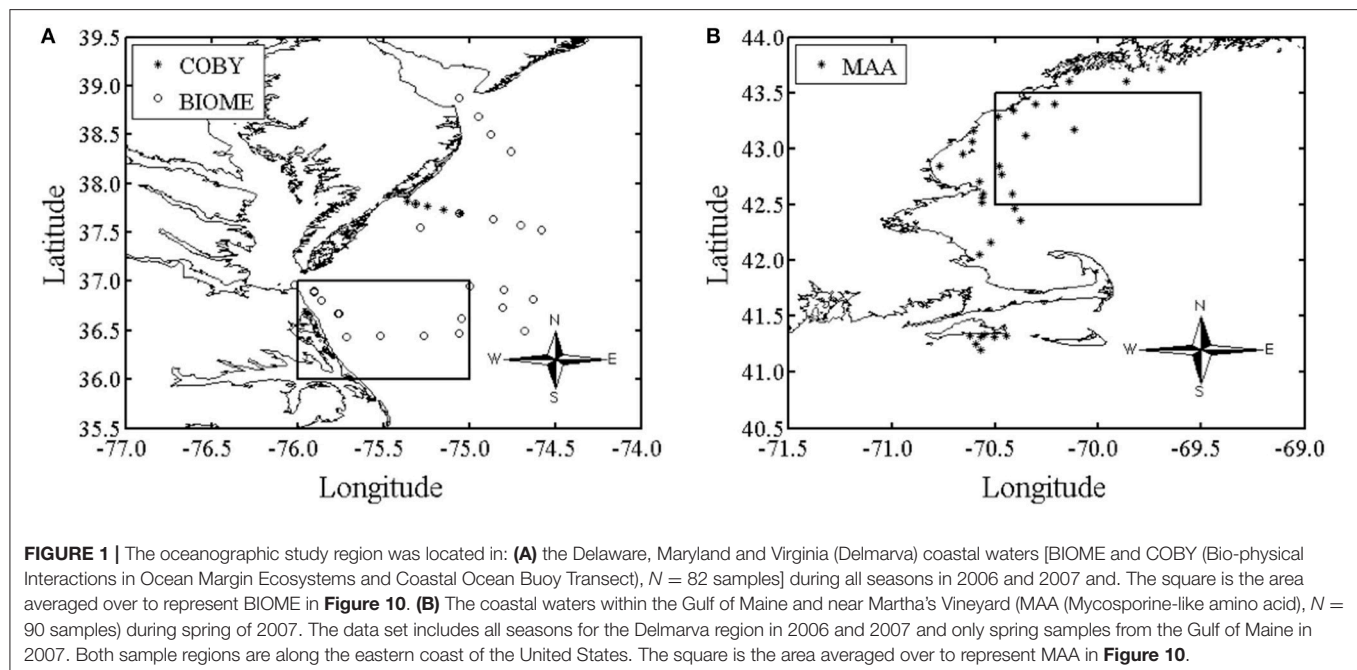 A
39.5
39.0
38.5
38.0
37.5
37.0
36.5
36.0
35.5
Latitude
COBY
BIOME
N
W E
S
-77.0 -76.5 -76.0 -75.5 -75.0 -74.5 -74.0
Longitude
B
44.0
43.5
43.0
42.5
42.0
41.5
41.0
40.5
Latitude
MAA
N
W E
S
-71.5 -71.0 -70.5 -70.0 -69.5 -69.0
Longitude
FIGURE 1 | The oceanographic study region was located in: (A) the Delaware, Maryland and Virginia (Delmarva) coastal waters [BIOME and COBY (Bio-physical
Interactions in Ocean Margin Ecosystems and Coastal Ocean Buoy Transect), N = 82 samples] during all seasons in 2006 and 2007 and. The square is the area
averaged over to represent BIOME in Figure 10. (B) The coastal waters within the Gulf of Maine and near Martha's Vineyard (MAA (Mycosporine-like amino acid), N =
90 samples) during spring of 2007. The data set includes all seasons for the Delmarva region in 2006 and 2007 and only spring samples from the Gulf of Maine in
2007. Both sample regions are along the eastern coast of the United States. The square is the area averaged over to represent MAA in Figure 10.